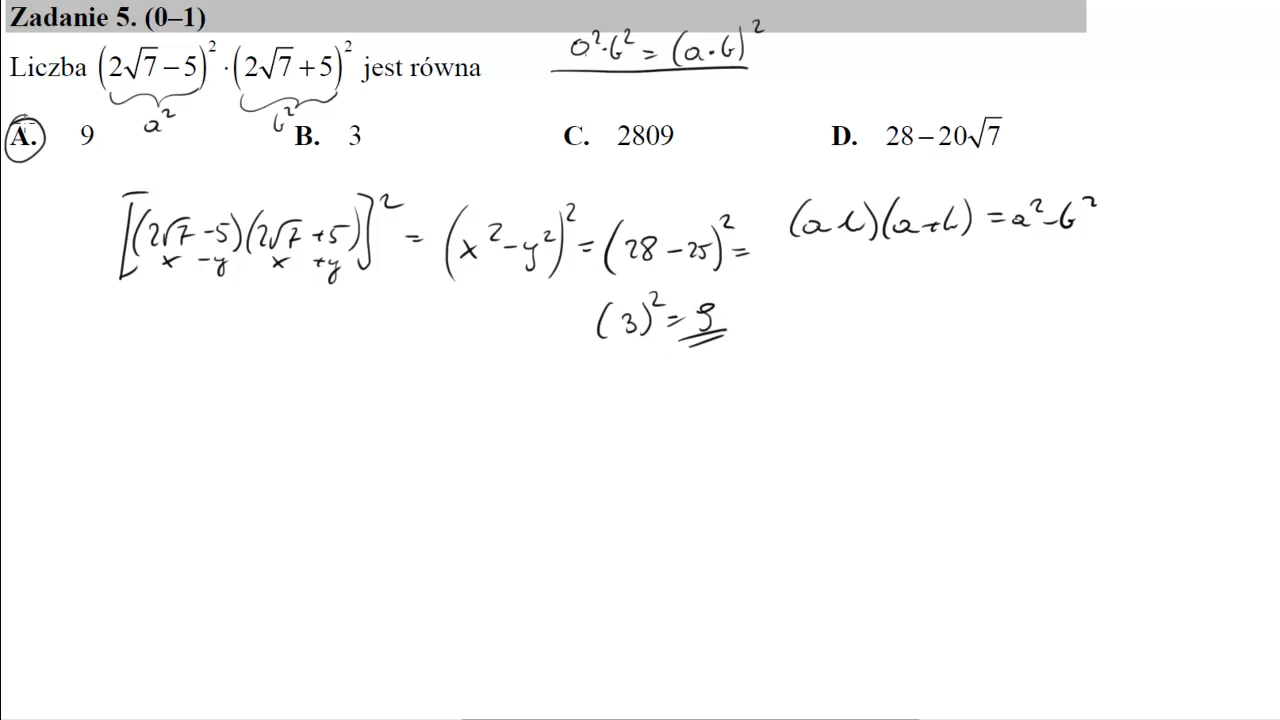 Zadanie 5. (0–1)
a²·b² = (a·b)²
Liczba (2√7−5)²·(2√7+5)² jest równa
a² b²
A. 9 B. 3 C. 2809 D. 28−20√7
[(2√7−5)(2√7+5)]² = (x²−y²)² = (28−25)² = (a-b)(a+b) = a²−b²
x −y x +y
(3)² = 9